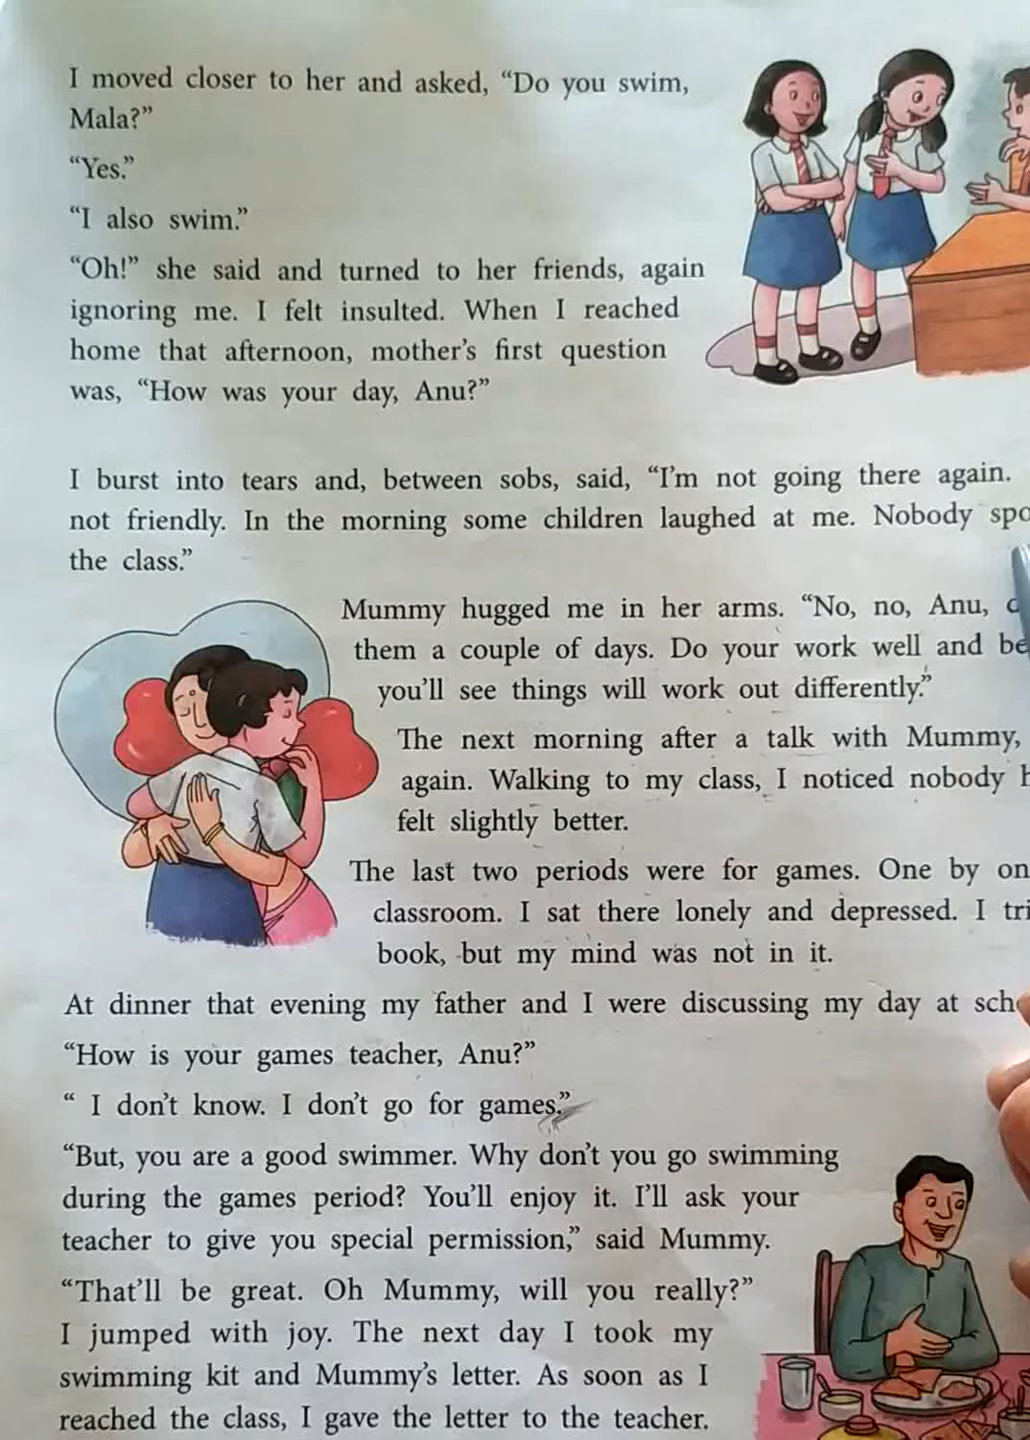 I moved closer to her and asked, “Do you swim,
Mala?”
“Yes.”
“I also swim.”
“Oh!” she said and turned to her friends, again
ignoring me. I felt insulted. When I reached
home that afternoon, mother’s first question
was, “How was your day, Anu?”
I burst into tears and, between sobs, said, “I’m not going there again.
not friendly. In the morning some children laughed at me. Nobody
the class.”
Mummy hugged me in her arms. “No, no, Anu,
them a couple of days. Do your work well and
you’ll see things will work out differently.”
The next morning after a talk with Mummy,
again. Walking to my class, I noticed nobody
felt slightly better.
The last two periods were for games. One by
classroom. I sat there lonely and depressed. I
book, but my mind was not in it.
At dinner that evening my father and I were discussing my day at
“How is your games teacher, Anu?”
“ I don’t know. I don’t go for games.”
“But, you are a good swimmer. Why don’t you go swimming
during the games period? You’ll enjoy it. I’ll ask your
teacher to give you special permission,” said Mummy.
“That’ll be great. Oh Mummy, will you really?”
I jumped with joy. The next day I took my
swimming kit and Mummy’s letter. As soon as I
reached the class, I gave the letter to the teacher.